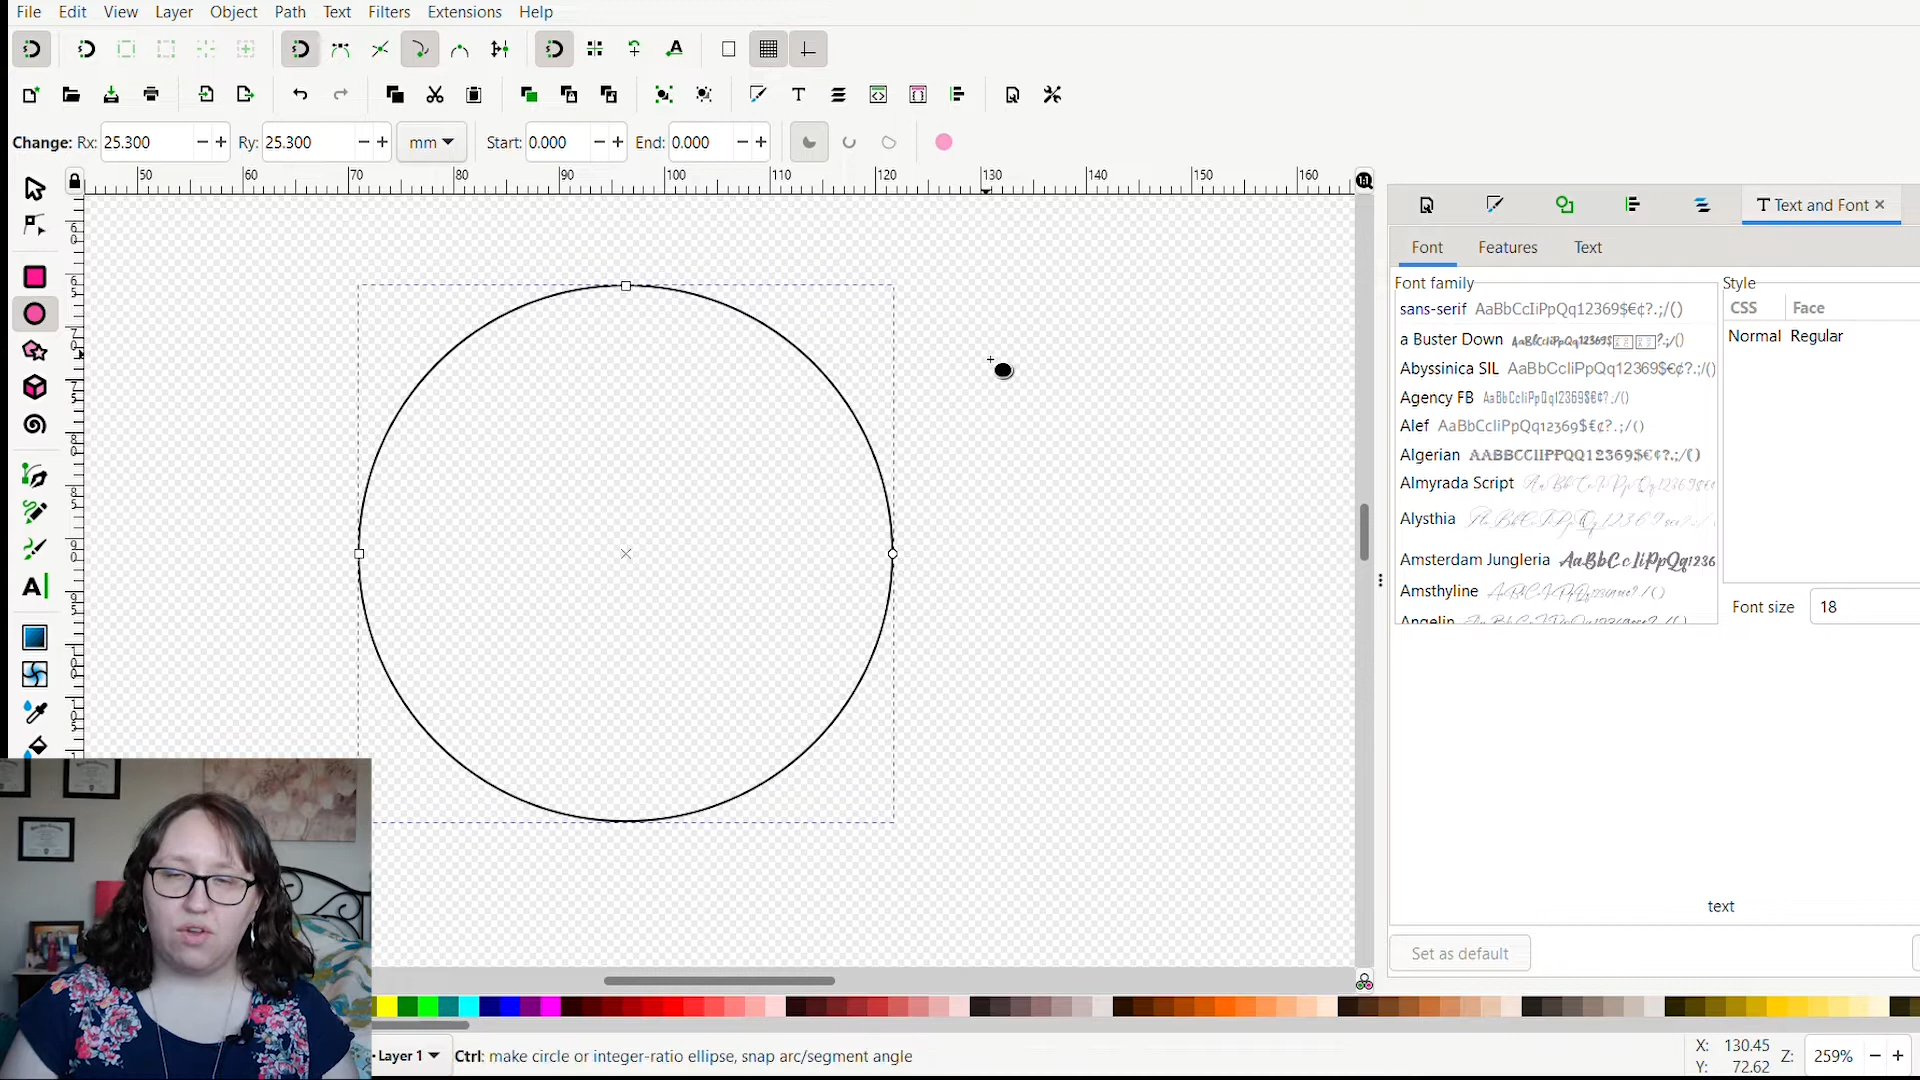 File Edit View Layer Object Path Text Filters Extensions Help
Change: Rx: 25.300 Ry: 25.300 mm Start: 0.000 End: 0.000
50 60 70 80 90 100 110 120 130 140 150 160
Text and Font
Font Features Text
Font family Style
sans-serif AaBbCcIiPpQq12369$€¢?.;/() CSS Face
a Buster Down Normal Regular
Abyssinica SIL AaBbCcIiPpQq12369$€¢?.;/()
Agency FB AaBbCcIiPpQq12369$€¢?.;/()
Alef AaBbCcIiPpQq12369$€¢?.;/()
Algerian AABBCCIIPPQQ12369$€¢?.;/()
Almyrada Script
Alysthia
Amsterdam Jungleria AaBbCcIiPpQq1236
Amsthyline
Angelin
Font size 18
text
Set as default
Layer 1 Ctrl: make circle or integer-ratio ellipse, snap arc/segment angle
X: 130.45
Y: 72.62
Z: 259%